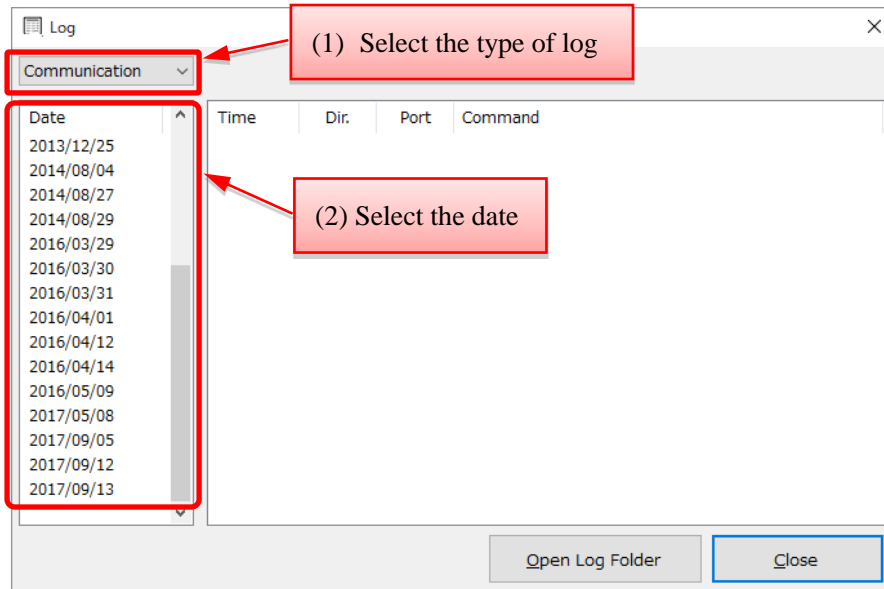 Log
(1) Select the type of log
Communication
Date
Time Dir. Port Command
2013/12/25
2014/08/04
2014/08/27
2014/08/29
2016/03/29
2016/03/30
2016/03/31
2016/04/01
2016/04/12
2016/04/14
2016/05/09
2017/05/08
2017/09/05
2017/09/12
2017/09/13
(2) Select the date
Open Log Folder
Close